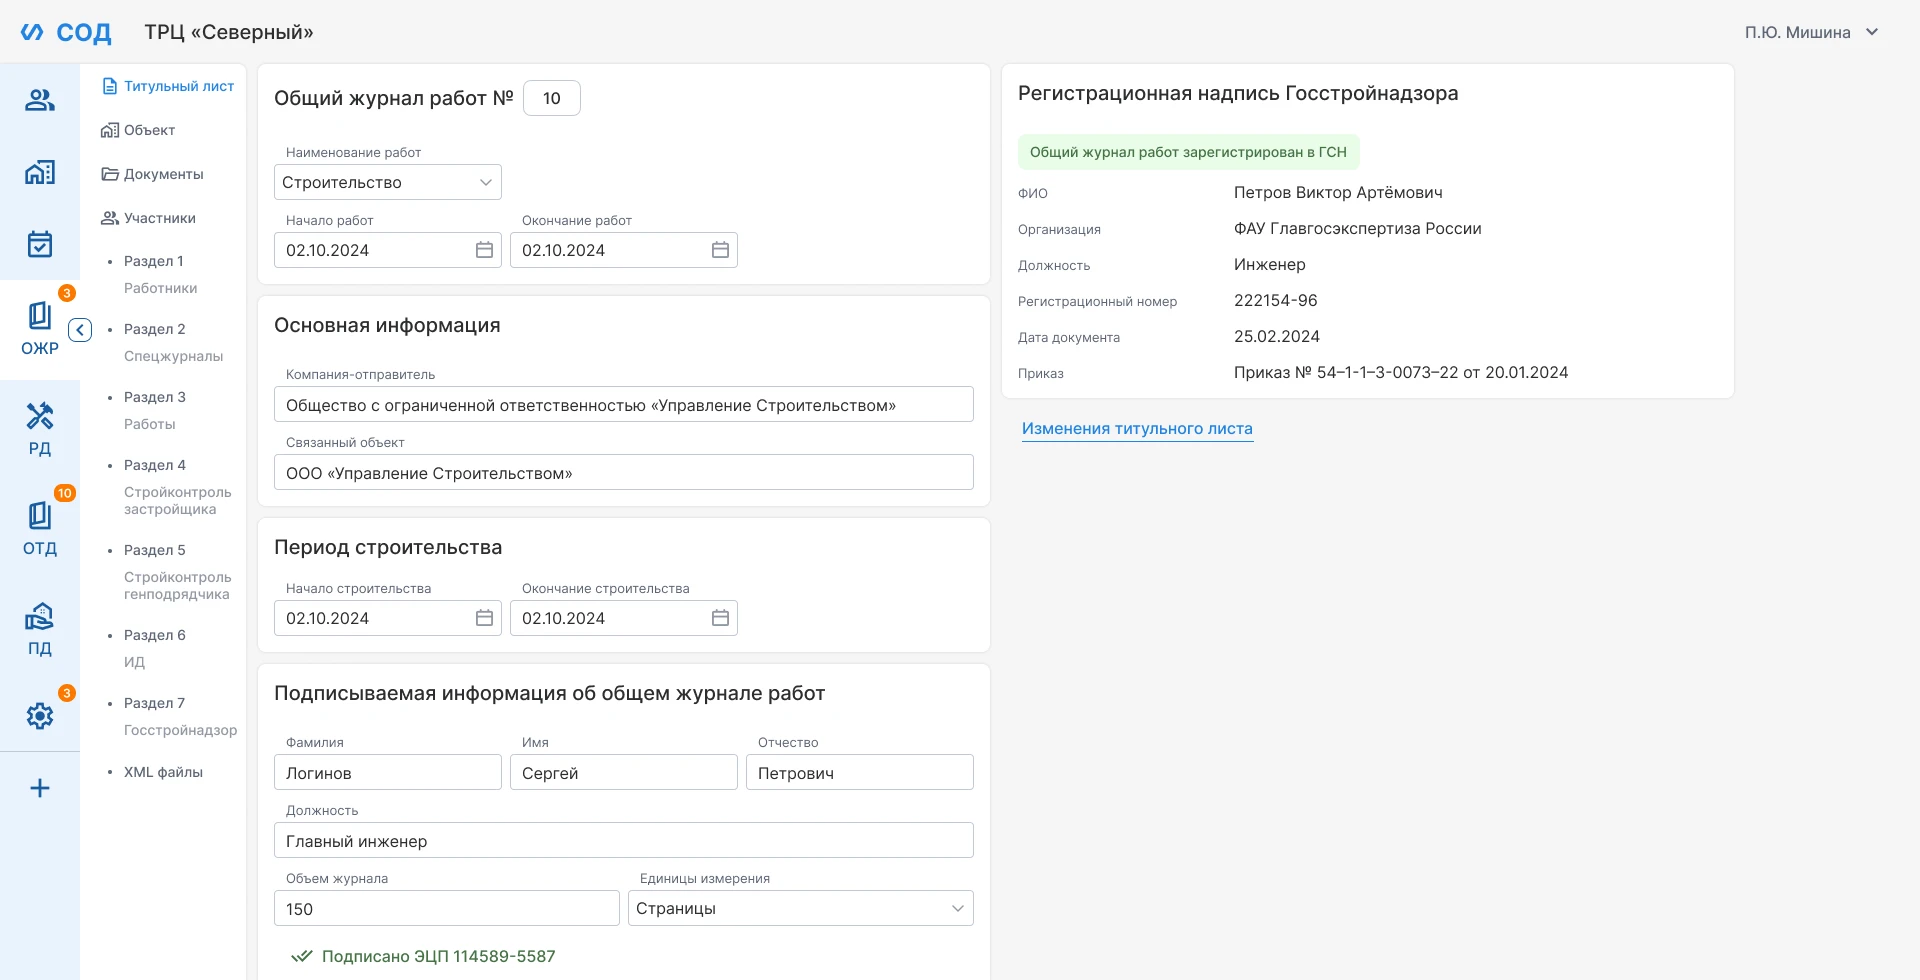 СОД
ТРЦ «Северный»
П.Ю. Мишина
3
ОЖР
РД
10
ОТД
ПД
3
Титульный лист
Объект
Документы
Участники
Раздел 1
Работники
Раздел 2
Спецжурналы
Раздел 3
Работы
Раздел 4
Стройконтроль
застройщика
Раздел 5
Стройконтроль
генподрядчика
Раздел 6
ИД
Раздел 7
Госстройнадзор
XML файлы
Общий журнал работ № 10
Наименование работ
Строительство
Начало работ Окончание работ
02.10.2024 02.10.2024
Основная информация
Компания-отправитель
Общество с ограниченной ответственностью «Управление Строительством»
Связанный объект
ООО «Управление Строительством»
Период строительства
Начало строительства Окончание строительства
02.10.2024 02.10.2024
Подписываемая информация об общем журнале работ
Фамилия Имя Отчество
Логинов Сергей Петрович
Должность
Главный инженер
Объем журнала Единицы измерения
150 Страницы
Подписано ЭЦП 114589-5587
Регистрационная надпись Госстройнадзора
Общий журнал работ зарегистрирован в ГСН
ФИО Петров Виктор Артёмович
Организация ФАУ Главгосэкспертиза России
Должность Инженер
Регистрационный номер 222154-96
Дата документа 25.02.2024
Приказ Приказ № 54–1-1–3-0073–22 от 20.01.2024
Изменения титульного листа